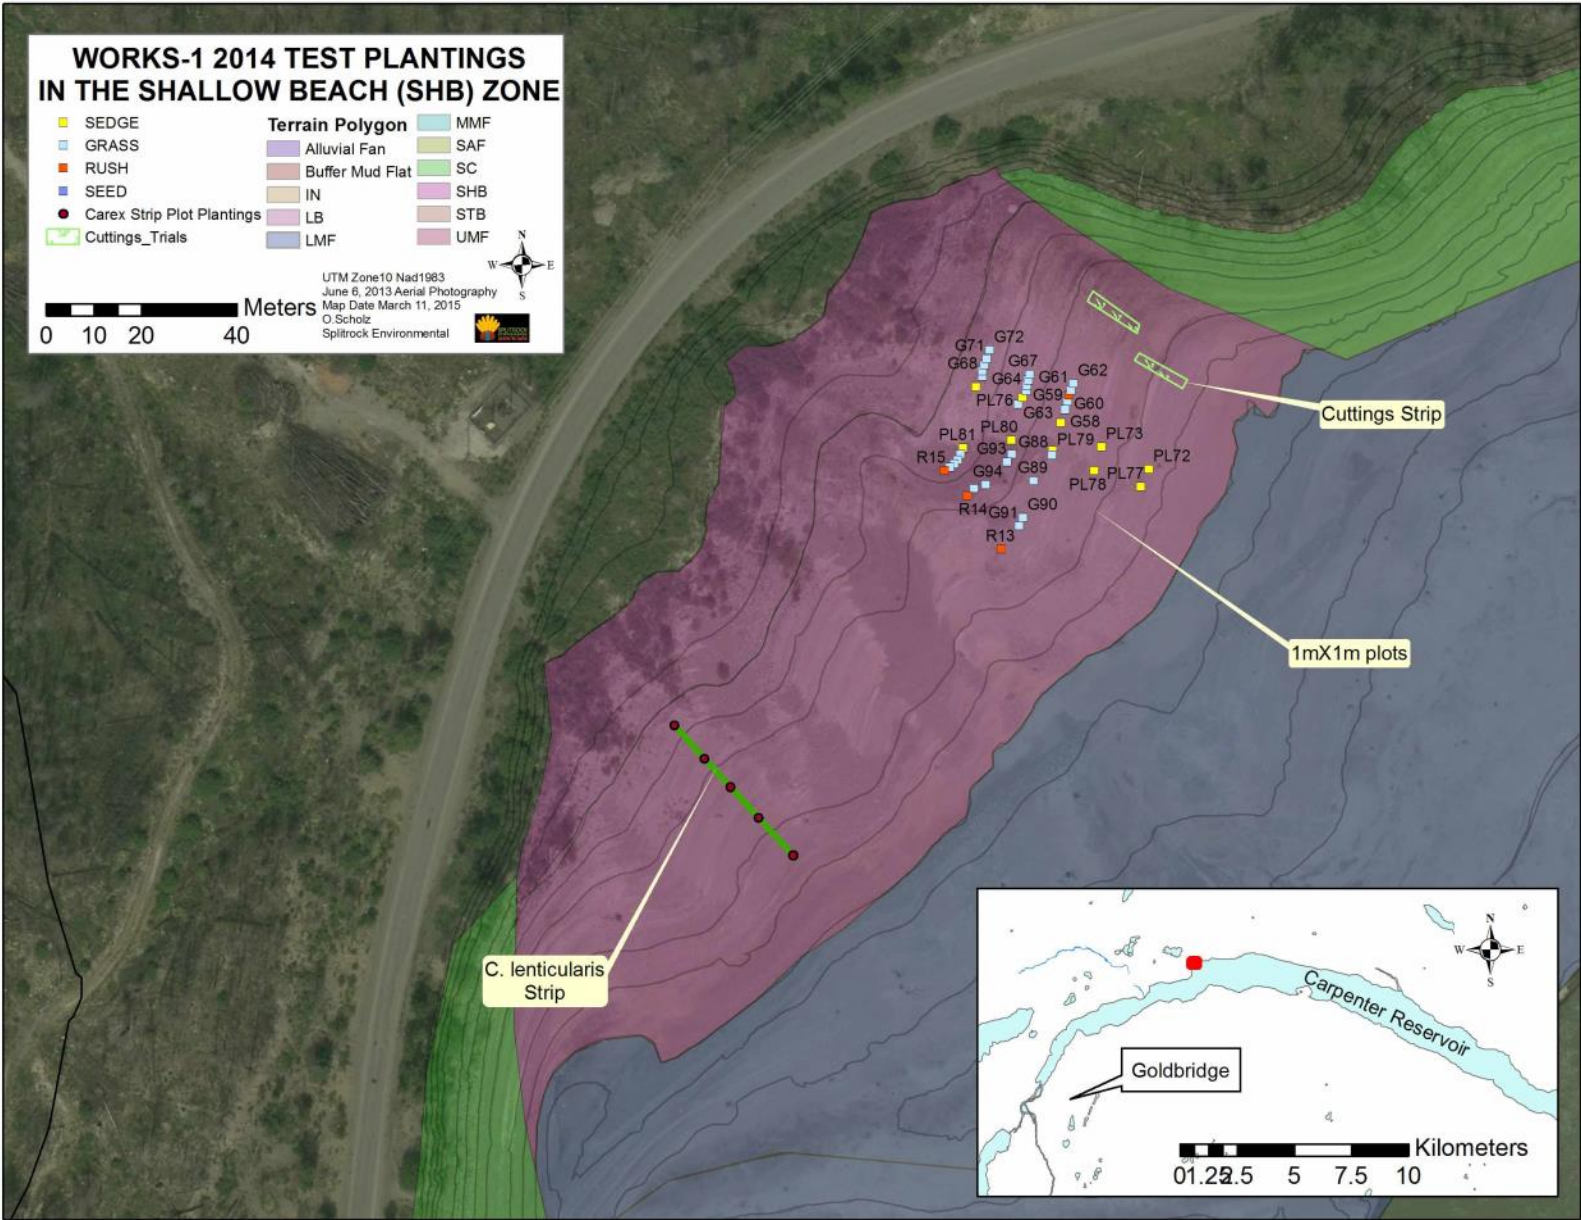 WORKS-1 2014 TEST PLANTINGS
IN THE SHALLOW BEACH (SHB) ZONE
SEDGE
GRASS
RUSH
SEED
Carex Strip Plot Plantings
Cuttings_Trials
Terrain Polygon
Alluvial Fan
Buffer Mud Flat
IN
LB
LMF
MMF
SAF
SC
SHB
STB
UMF
N
W E
S
UTM Zone10 Nad1983
June 6, 2013 Aerial Photography
Map Date March 11, 2015
O.Scholz
Splitrock Environmental
Meters
0 10 20 40
G71 G72
G68 G67
G64 G61 G62
PL76 G59 G60
G63
G58
PL80
PL81 G88 PL79 PL73
G93
R15 PL72
G94 G89 PL77
PL78
R14 G91 G90
R13
Cuttings Strip
1mX1m plots
C. lenticularis
Strip
N
W E
S
Carpenter Reservoir
Goldbridge
Kilometers
0 1.25 2.5 5 7.5 10